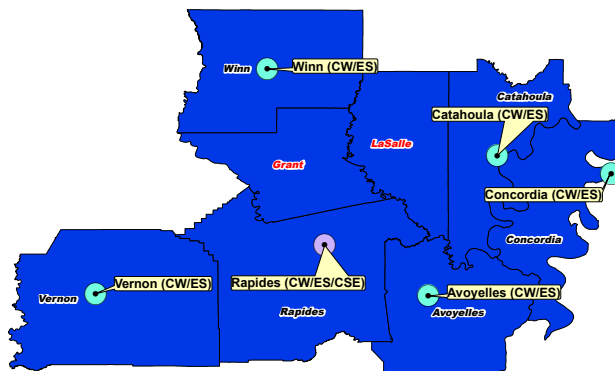 Winn
Winn (CW/ES)
Catahoula
Catahoula (CW/ES)
LaSalle
Grant
Concordia (CW/ES)
Concordia
Rapides (CW/ES/CSE)
Vernon (CW/ES)
Vernon
Avoyelles (CW/ES)
Rapides
Avoyelles